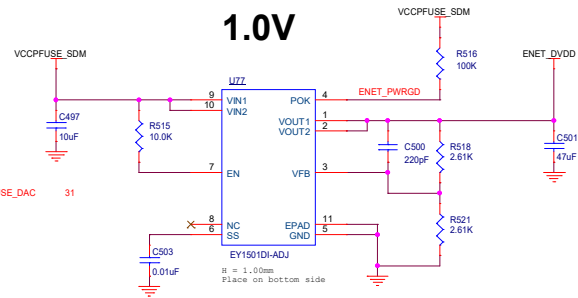 1.0V
VCCPFUSE_SDM
VCCPFUSE_SDM
ENET_DVDD
R516
100K
U77
9 VIN1
10 VIN2
POK 4
ENET_PWRGD
VOUT1 1
VOUT2 2
C497
10uF
R515
10.0K
C500
220pF
R518
2.61K
C501
47uF
7 EN
VFB 3
SE_DAC 31
8 NC
6 SS
EPAD 11
GND 5
R521
2.61K
C503
0.01uF
EY1501DI-ADJ
H = 1.00mm
Place on bottom side